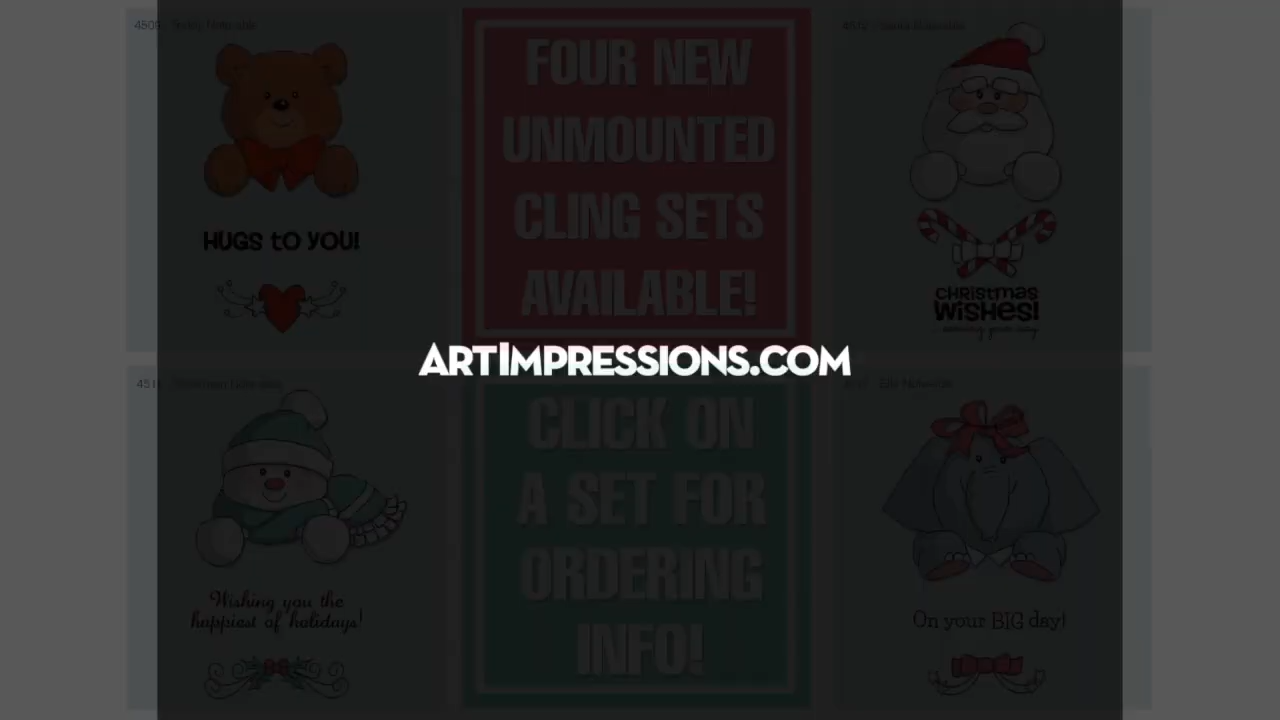 FOUR NEW
UNMOUNTED
CLING SETS
AVAILABLE!
HUGS to YOU!
CHRISTMAS
WISHES!
ARTIMPRESSIONS.COM
CLICK ON
A SET FOR
ORDERING
INFO!
Wishing you the
happiest of holidays!
On your BIG day!